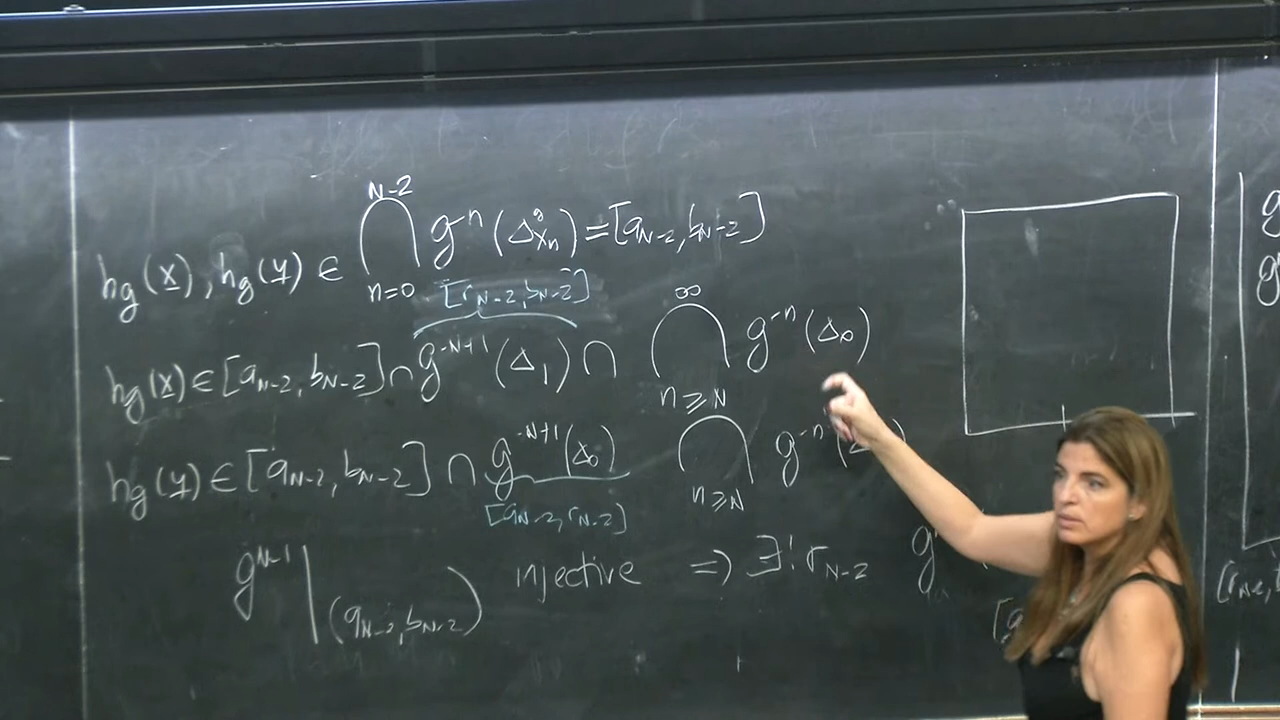 N-2
h_g(x), h_g(y) ∈ ⋂ g^n(Δ°_{x_n}) = [a_{N-2}, b_{N-2}]
n=0 [r_{N-2}, b_{N-2}] ∞
h_g(x) ∈ [a_{N-2}, b_{N-2}] ∩ g^{-N+1}(Δ_1) ∩ ⋂ g^{-n}(Δ_0)
n⩾N
h_g(y) ∈ [a_{N-2}, b_{N-2}] ∩ g^{-N+1}(Δ_0) ⋂ g^{-n}(Δ
[a_{N-2}, r_{N-2}] n⩾N
g^{N-1}|_{(a_{N-2}, b_{N-2})} injective ⇒ ∃! r_{N-2} g